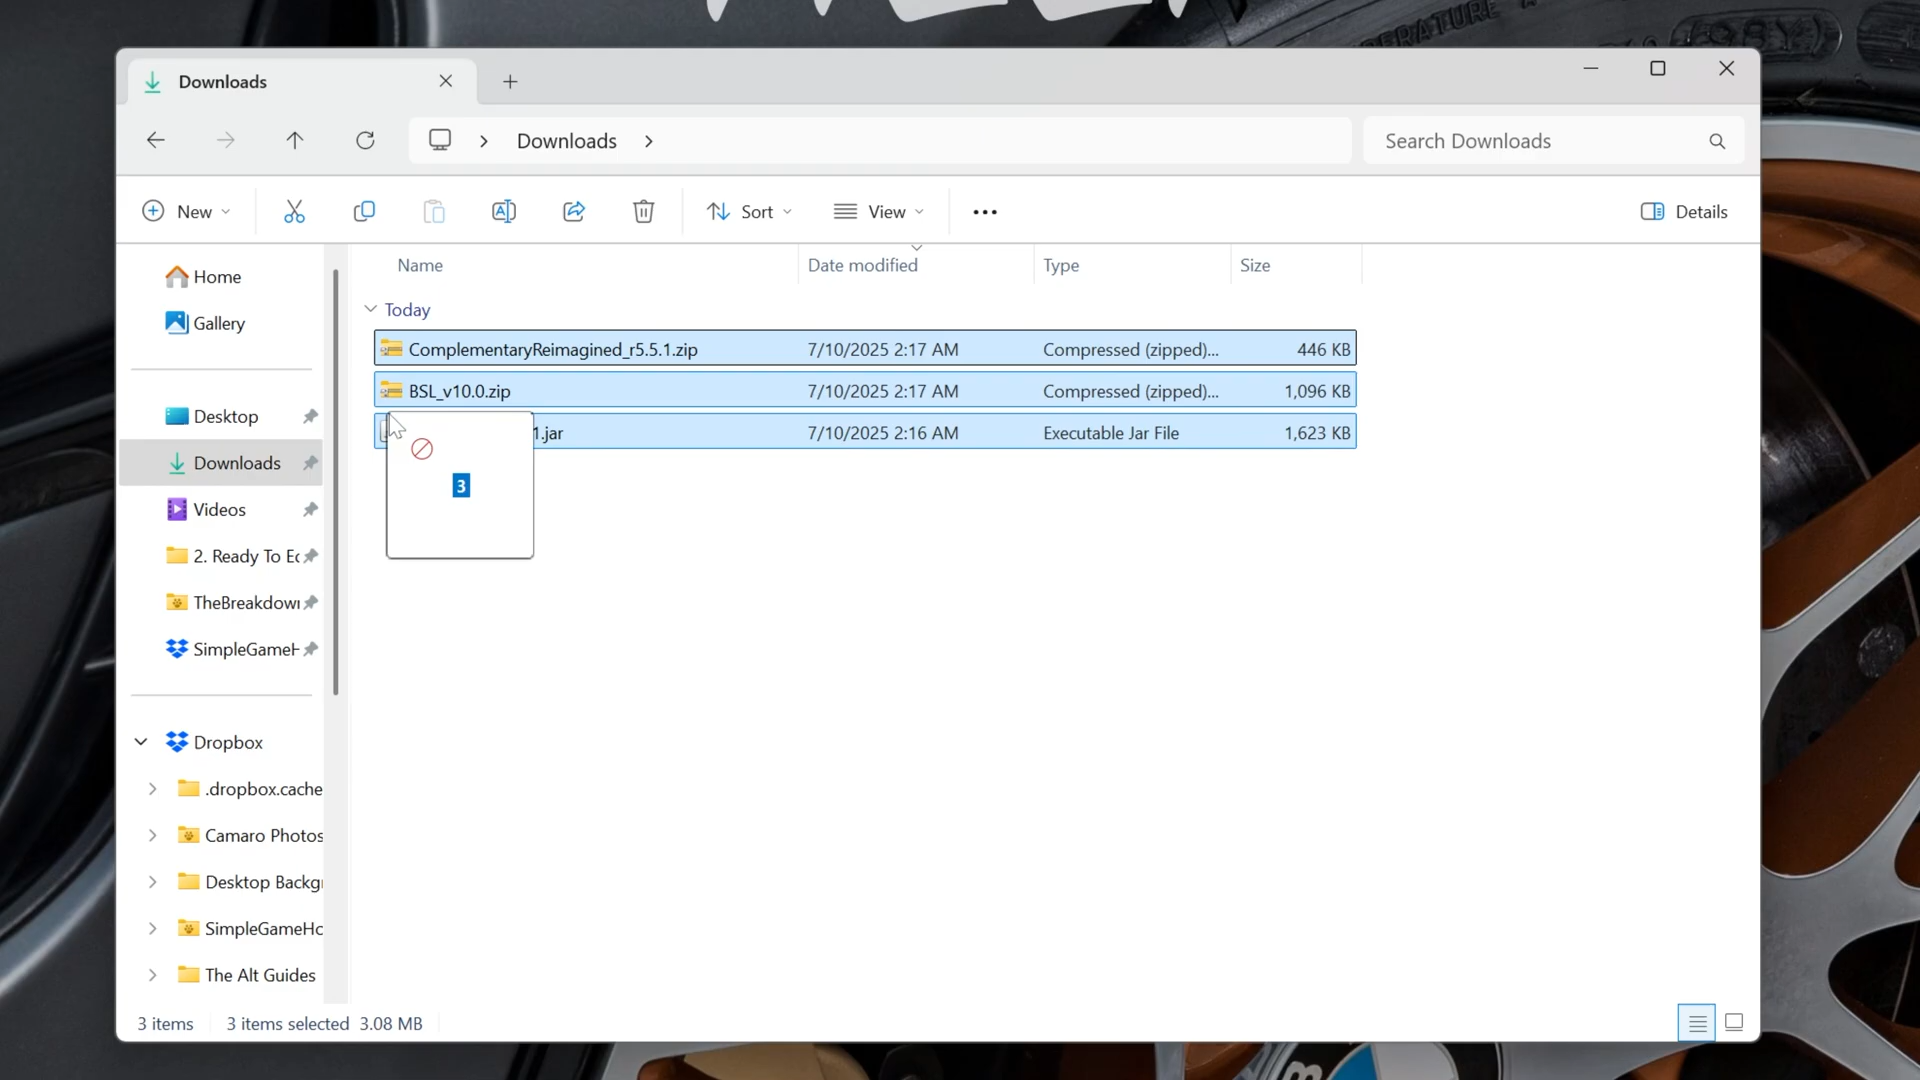 Downloads
Downloads
Search Downloads
New
Sort
View
Details
Name
Date modified
Type
Size
Today
ComplementaryReimagined_r5.5.1.zip
7/10/2025 2:17 AM
Compressed (zipped)...
446 KB
BSL_v10.0.zip
7/10/2025 2:17 AM
Compressed (zipped)...
1,096 KB
1.jar
7/10/2025 2:16 AM
Executable Jar File
1,623 KB
3
Home
Gallery
Desktop
Downloads
Videos
2. Ready To Ec
TheBreakdown
SimpleGameH
Dropbox
.dropbox.cache
Camaro Photos
Desktop Backgr
SimpleGameHo
The Alt Guides
3 items
3 items selected 3.08 MB